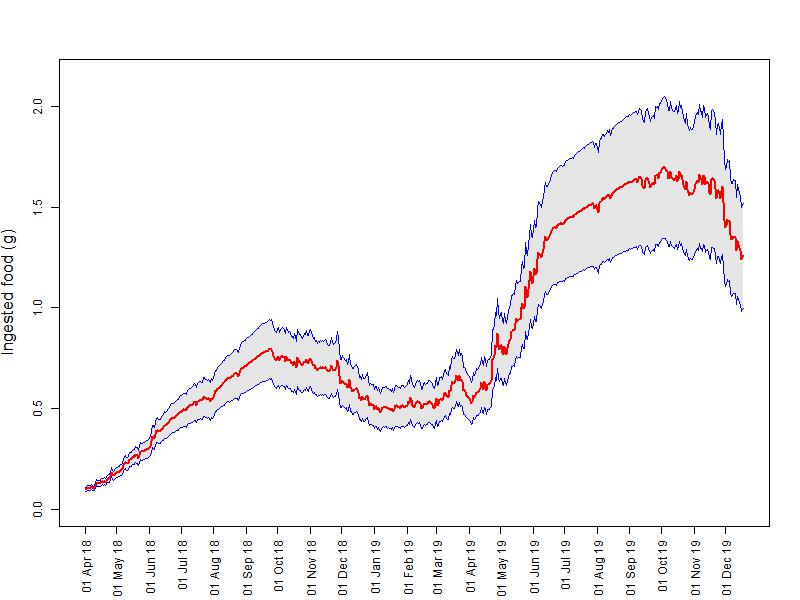 Ingested food (g)
2.0
1.5
1.0
0.5
0.0
01 Apr 18
01 May 18
01 Jun 18
01 Jul 18
01 Aug 18
01 Sep 18
01 Oct 18
01 Nov 18
01 Dec 18
01 Jan 19
01 Feb 19
01 Mar 19
01 Apr 19
01 May 19
01 Jun 19
01 Jul 19
01 Aug 19
01 Sep 19
01 Oct 19
01 Nov 19
01 Dec 19